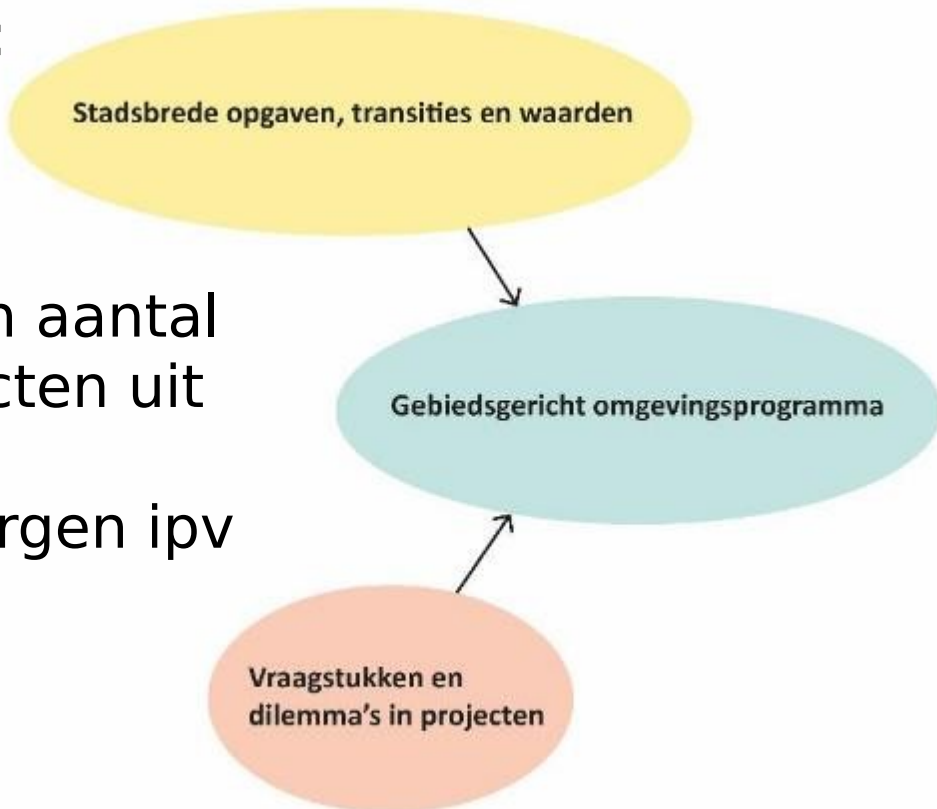 Stadsbrede opgaven, transities en waarden
n aantal
cten uit
Gebiedsgericht omgevingsprogramma
rgen ipv
Vraagstukken en
dilemma's in projecten